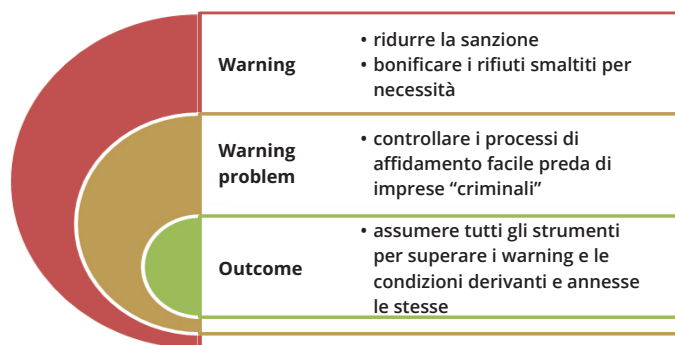 Warning
• ridurre la sanzione
• bonificare i rifiuti smaltiti per
necessità
Warning
problem
• controllare i processi di
affidamento facile preda di
imprese “criminali”
Outcome
• assumere tutti gli strumenti
per superare i warning e le
condizioni derivanti e annesse
le stesse